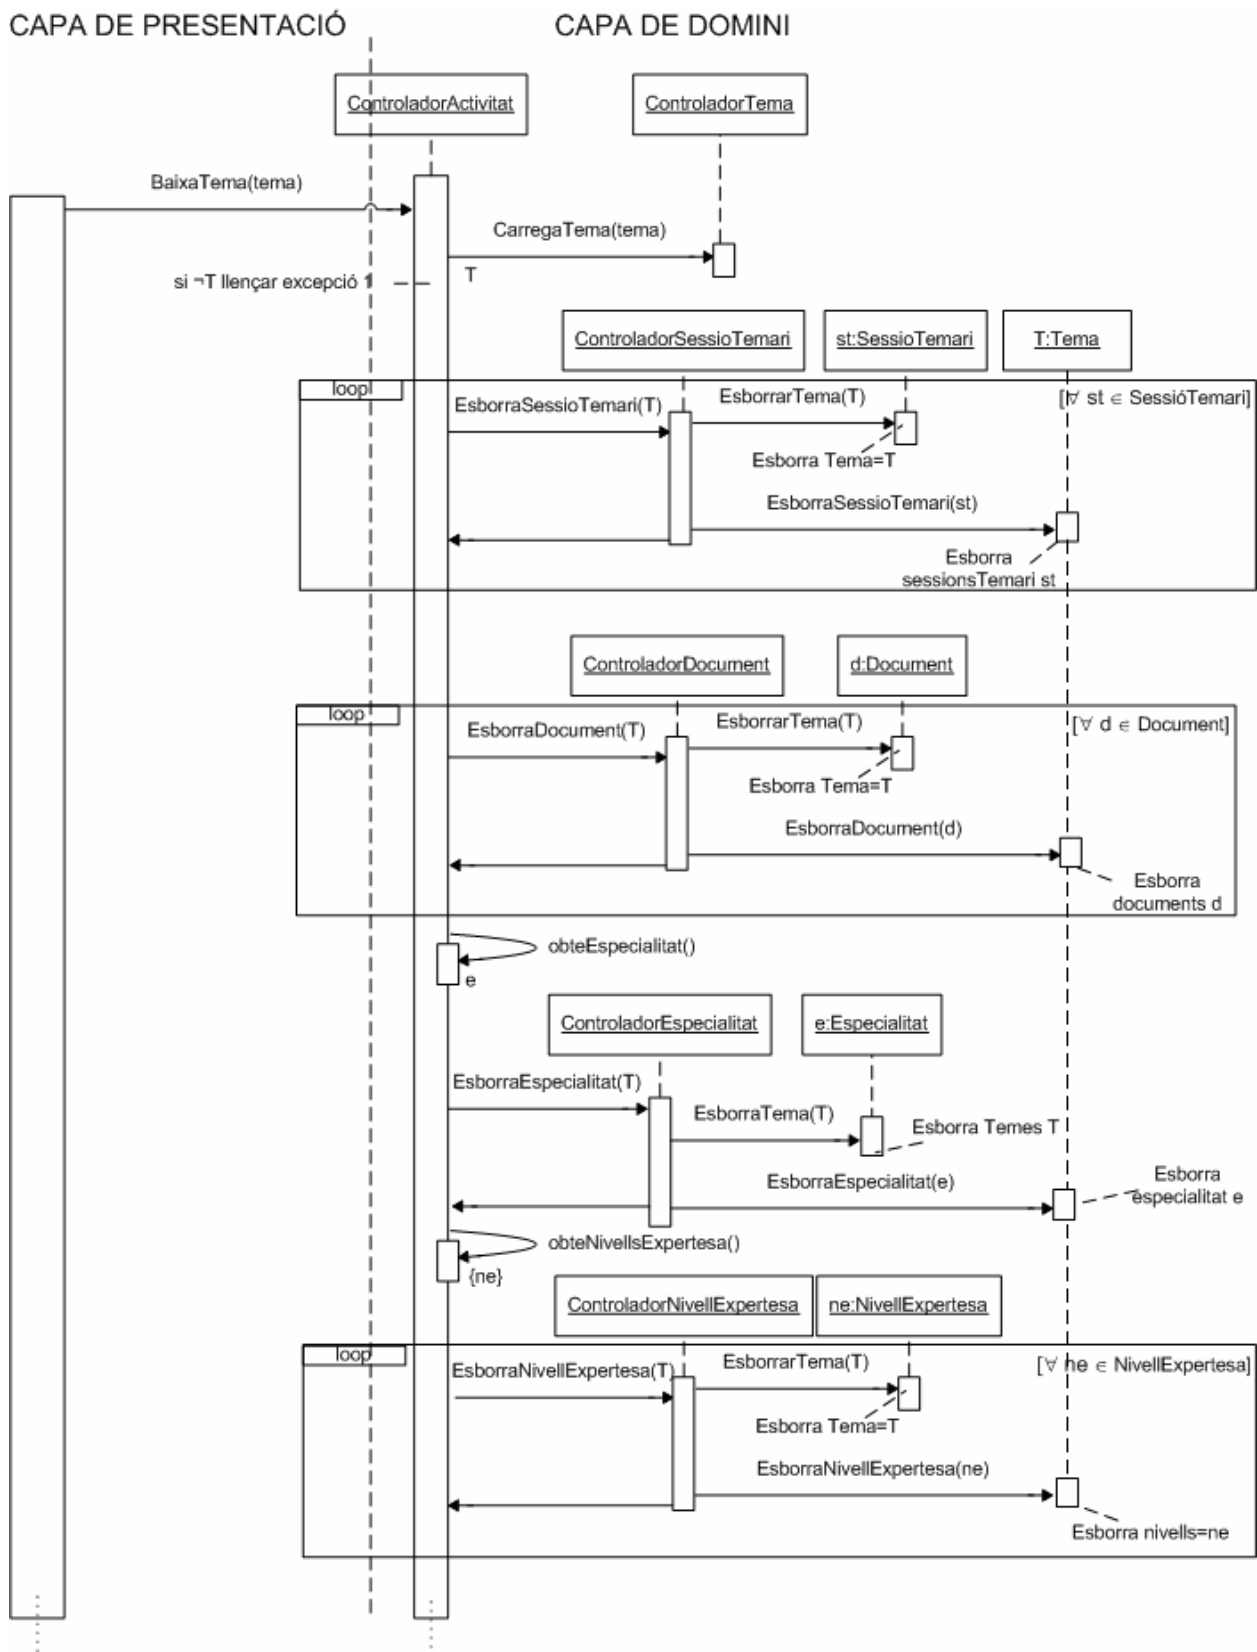 CAPA DE PRESENTACIÓ
CAPA DE DOMINI
ControladorActivitat
ControladorTema
BaixaTema(tema)
CarregaTema(tema)
T
si ¬T llençar excepció 1
ControladorSessioTemari
st:SessioTemari
T:Tema
loop
[∀ st ∈ SessióTemari]
EsborraSessioTemari(T)
EsborrarTema(T)
Esborra Tema=T
EsborraSessioTemari(st)
Esborra
sessionsTemari st
ControladorDocument
d:Document
loop
[∀ d ∈ Document]
EsborraDocument(T)
EsborrarTema(T)
Esborra Tema=T
EsborraDocument(d)
Esborra
documents d
obteEspecialitat()
e
ControladorEspecialitat
e:Especialitat
EsborraEspecialitat(T)
EsborraTema(T)
Esborra Temes T
EsborraEspecialitat(e)
Esborra
especialitat e
obteNivellsExpertesa()
{ne}
ControladorNivellExpertesa
ne:NivellExpertesa
loop
[∀ ne ∈ NivellExpertesa]
EsborraNivellExpertesa(T)
EsborrarTema(T)
Esborra Tema=T
EsborraNivellExpertesa(ne)
Esborra nivells=ne